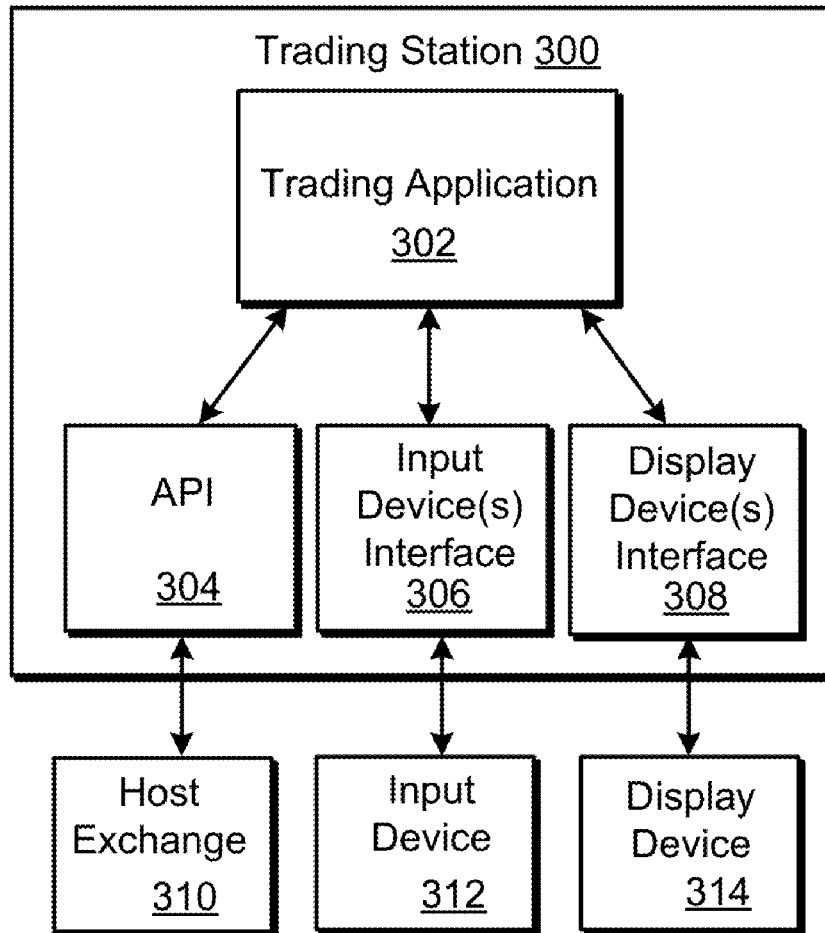 Trading Station 300
Trading Application
302
API
304
Input
Device(s)
Interface
306
Display
Device(s)
Interface
308
Host
Exchange
310
Input
Device
312
Display
Device
314